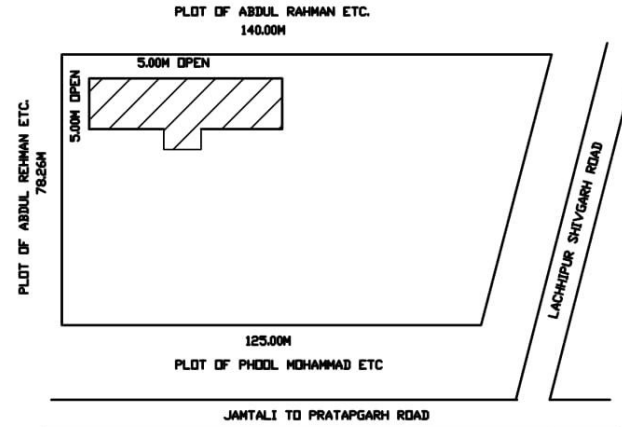 PLOT OF ABDUL RAHMAN ETC.
140.00M
5.00M OPEN
5.00M OPEN
PLOT OF ABDUL REHMAN ETC.
78.26M
LACHHIPUR SHIVGARH ROAD
125.00M
PLOT OF PHOOL MOHAMMAD ETC
JAMTALI TO PRATAPGARH ROAD